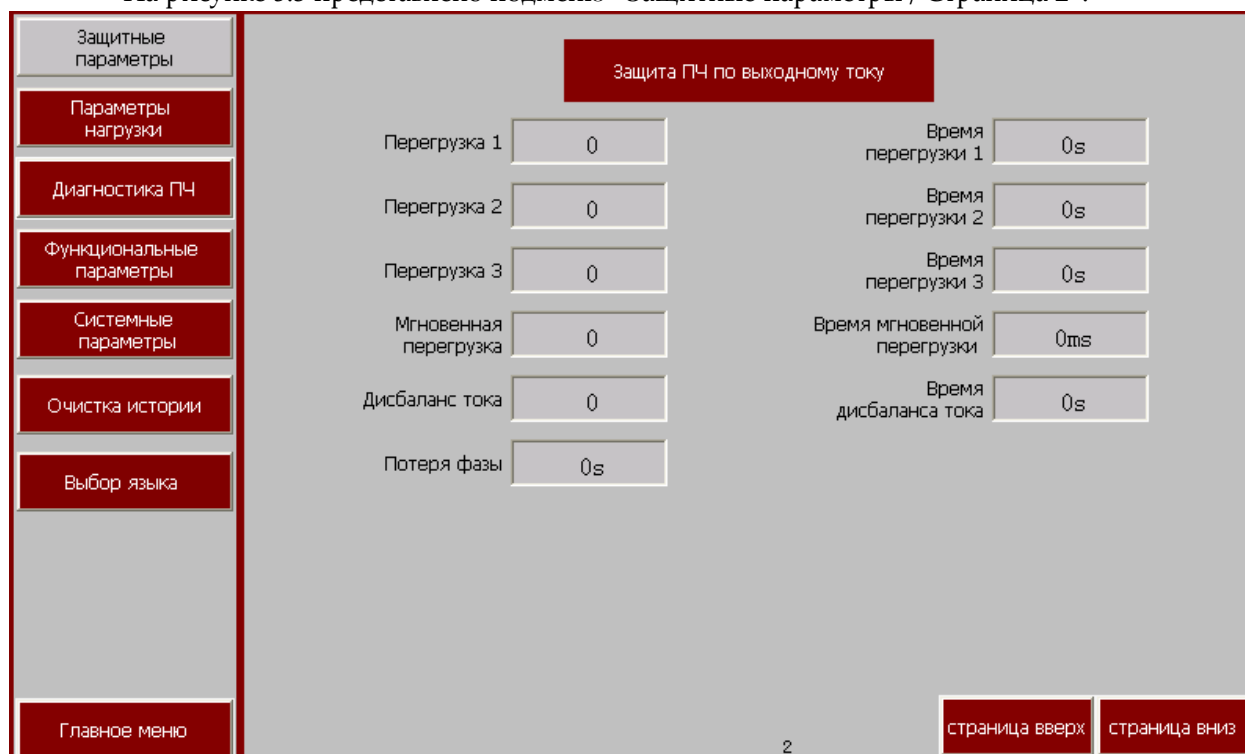 На рисунке 3.5 представлено подменю "Защитные параметры / Страница 2".
Защитные
параметры
Параметры
нагрузки
Диагностика ПЧ
Функциональные
параметры
Системные
параметры
Очистка истории
Выбор языка
Главное меню
Защита ПЧ по выходному току
Перегрузка 1
0
Время
перегрузки 1
0s
Перегрузка 2
0
Время
перегрузки 2
0s
Перегрузка 3
0
Время
перегрузки 3
0s
Мгновенная
перегрузка
0
Время мгновенной
перегрузки
0ms
Дисбаланс тока
0
Время
дисбаланса тока
0s
Потеря фазы
0s
2
страница вверх
страница вниз